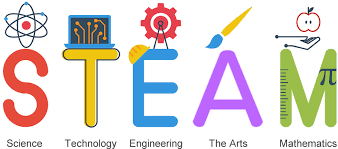 STEAM
π
Science Technology Engineering The Arts Mathematics